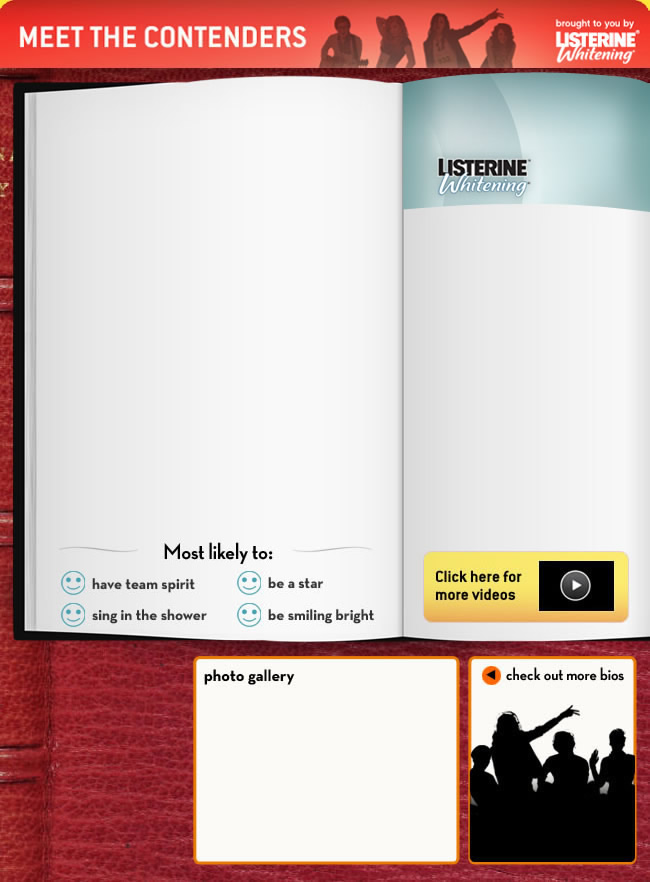 MEET THE CONTENDERS
brought to you by
LISTERINE®
Whitening®
LISTERINE®
Whitening®
Most likely to:
have team spirit
be a star
sing in the shower
be smiling bright
Click here for
more videos
photo gallery
check out more bios